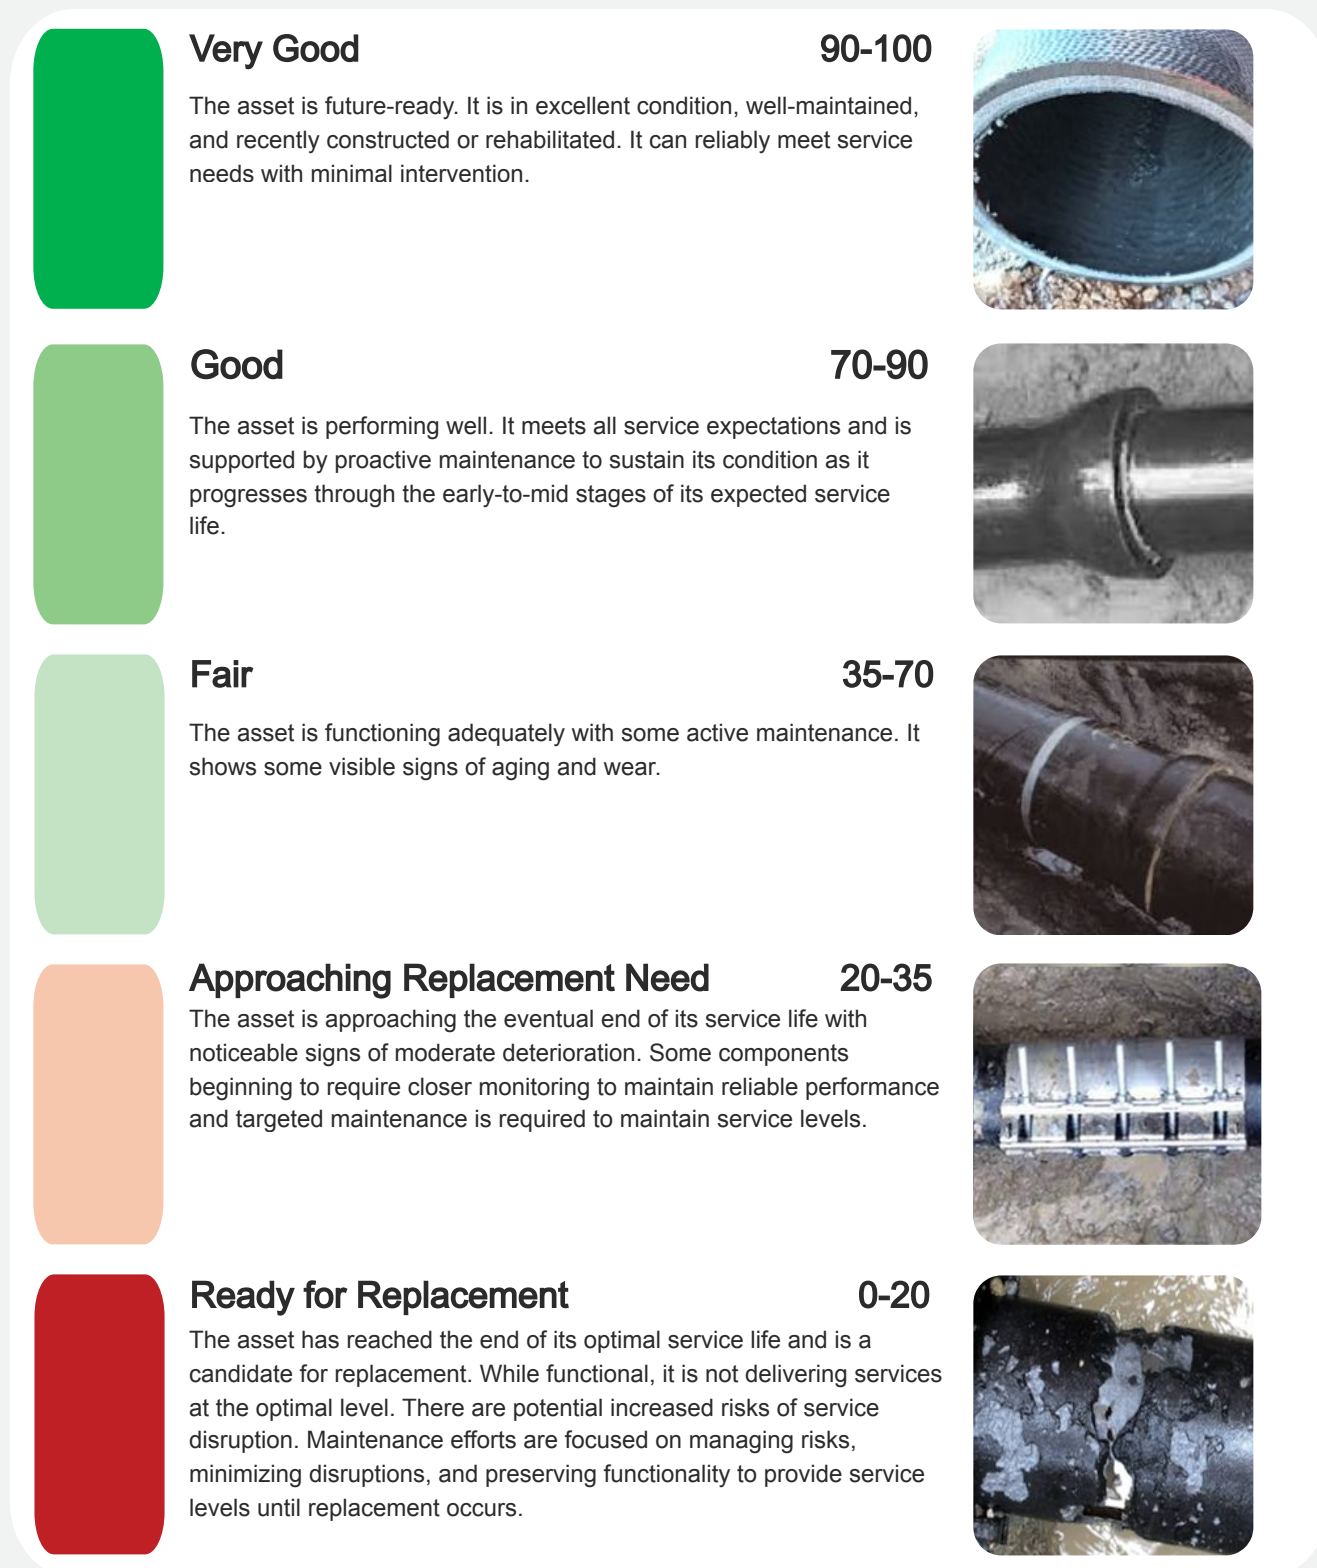 Very Good 90-100
The asset is future-ready. It is in excellent condition, well-maintained,
and recently constructed or rehabilitated. It can reliably meet service
needs with minimal intervention.
Good 70-90
The asset is performing well. It meets all service expectations and is
supported by proactive maintenance to sustain its condition as it
progresses through the early-to-mid stages of its expected service
life.
Fair 35-70
The asset is functioning adequately with some active maintenance. It
shows some visible signs of aging and wear.
Approaching Replacement Need 20-35
The asset is approaching the eventual end of its service life with
noticeable signs of moderate deterioration. Some components
beginning to require closer monitoring to maintain reliable performance
and targeted maintenance is required to maintain service levels.
Ready for Replacement 0-20
The asset has reached the end of its optimal service life and is a
candidate for replacement. While functional, it is not delivering services
at the optimal level. There are potential increased risks of service
disruption. Maintenance efforts are focused on managing risks,
minimizing disruptions, and preserving functionality to provide service
levels until replacement occurs.